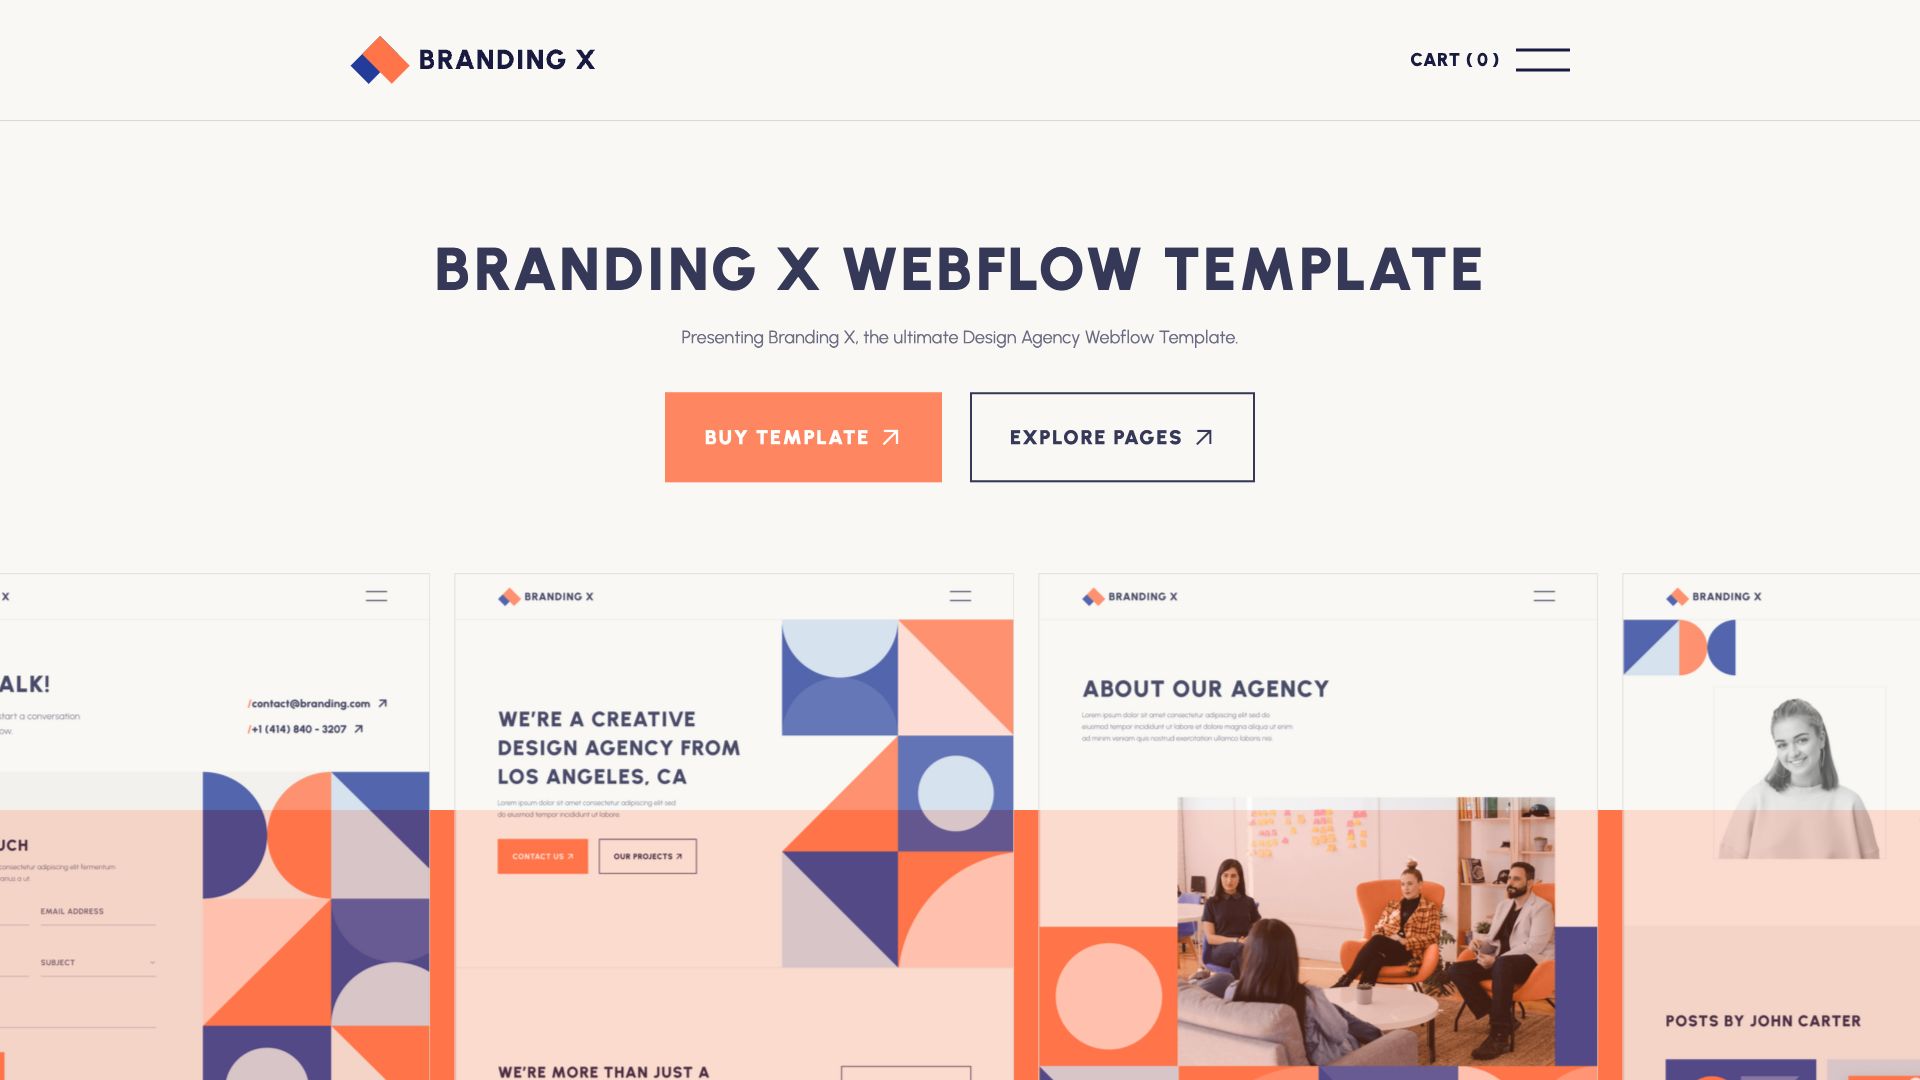 BRANDING X
CART ( 0 )
BRANDING X WEBFLOW TEMPLATE
Presenting Branding X, the ultimate Design Agency Webflow Template.
BUY TEMPLATE
EXPLORE PAGES
X
ALK!
start a conversation
ow.
/contact@branding.com
/+1 (414) 840 - 3207
UCH
consectetur adipiscing elit fermentum
arius a ut
EMAIL ADDRESS
SUBJECT
BRANDING X
WE'RE A CREATIVE
DESIGN AGENCY FROM
LOS ANGELES, CA
Lorem ipsum dolor sit amet consectetur adipiscing elit sed
do eiusmod tempor incididunt ut labore
CONTACT US
OUR PROJECTS
WE'RE MORE THAN JUST A
BRANDING X
ABOUT OUR AGENCY
Lorem ipsum dolor sit amet consectetur adipiscing elit sed do
eiusmod tempor incididunt ut labore et dolore magna aliqua ut enim
ad minim veniam quis nostrud exercitation ullamco laboris nisi.
BRANDING X
POSTS BY JOHN CARTER